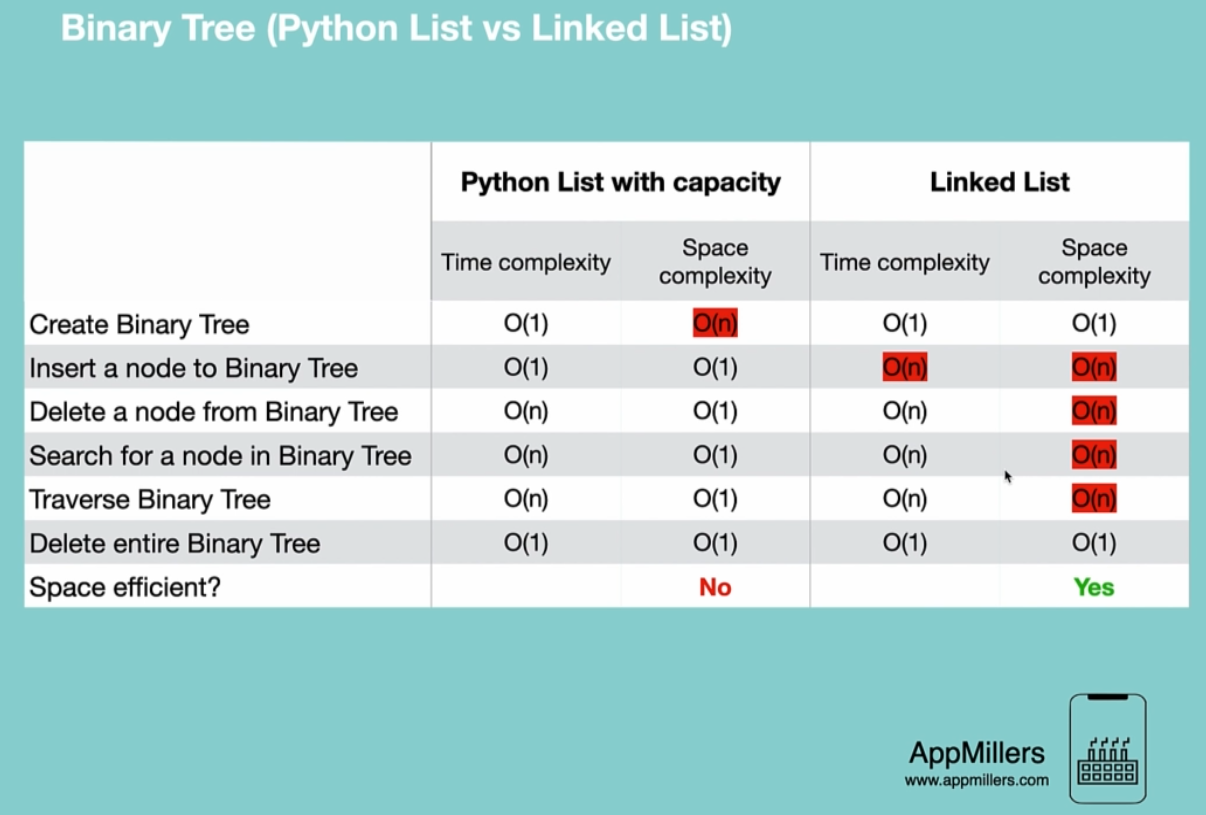 Binary Tree (Python List vs Linked List)
Python List with capacity Linked List
Time complexity Space complexity Time complexity Space complexity
Create Binary Tree O(1) O(n) O(1) O(1)
Insert a node to Binary Tree O(1) O(1) O(n) O(n)
Delete a node from Binary Tree O(n) O(1) O(n) O(n)
Search for a node in Binary Tree O(n) O(1) O(n) O(n)
Traverse Binary Tree O(n) O(1) O(n) O(n)
Delete entire Binary Tree O(1) O(1) O(1) O(1)
Space efficient? No Yes
AppMillers
www.appmillers.com